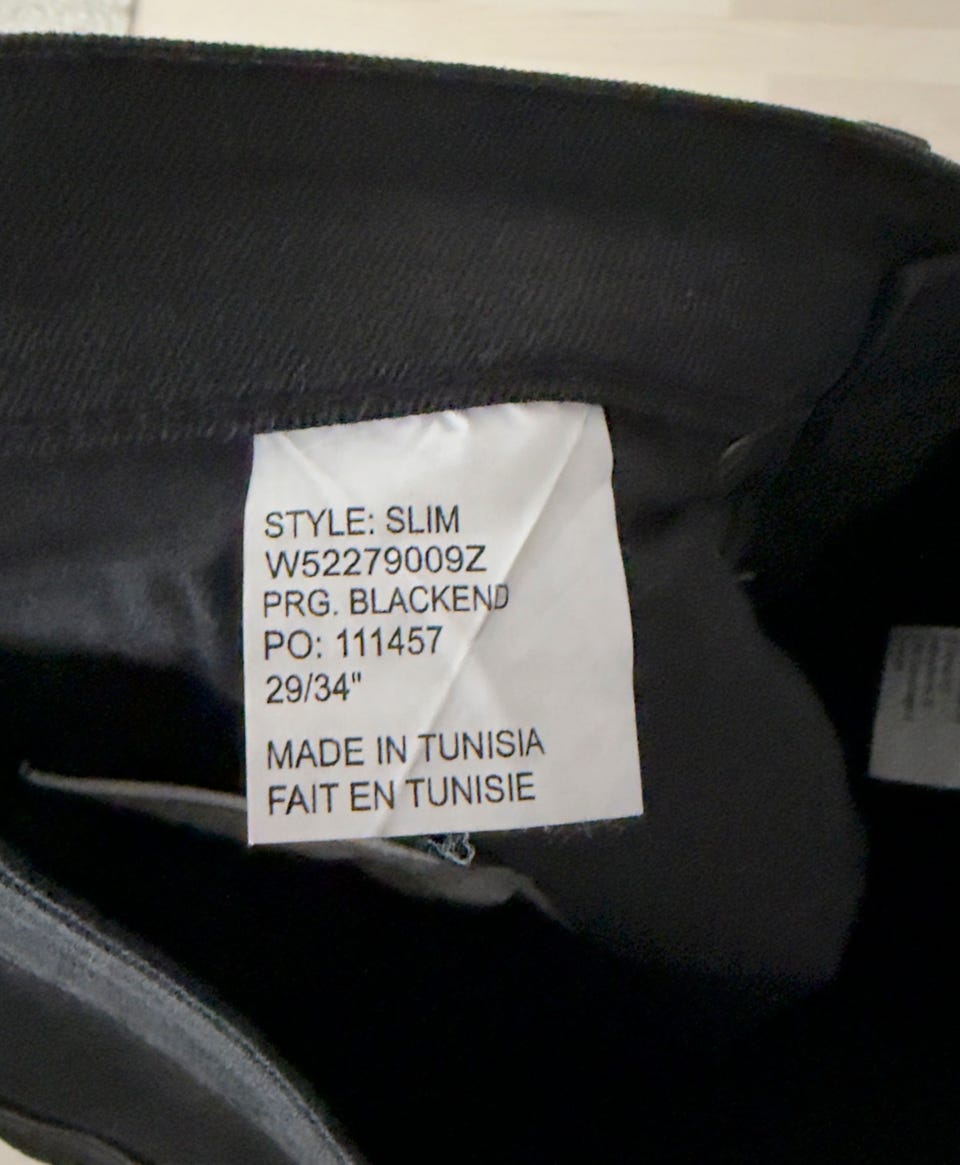 STYLE: SLIM
W52279009Z
PRG. BLACKEND
PO: 111457
29/34"
MADE IN TUNISIA
FAIT EN TUNISIE